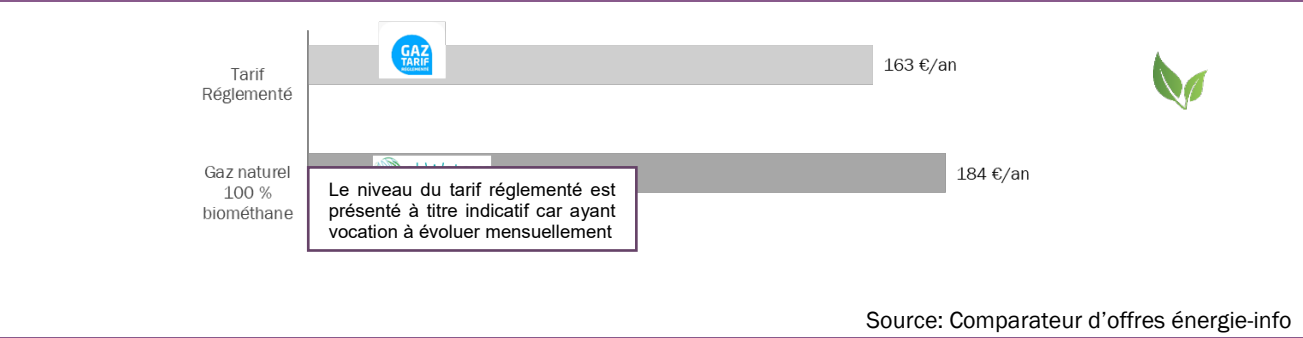 GAZ
TARIF
RÉGLEMENTÉ
Tarif
Réglementé
163 €/an
Gaz naturel
100 %
biométhane
184 €/an
Le niveau du tarif réglementé est
présenté à titre indicatif car ayant
vocation à évoluer mensuellement
Source: Comparateur d’offres énergie-info